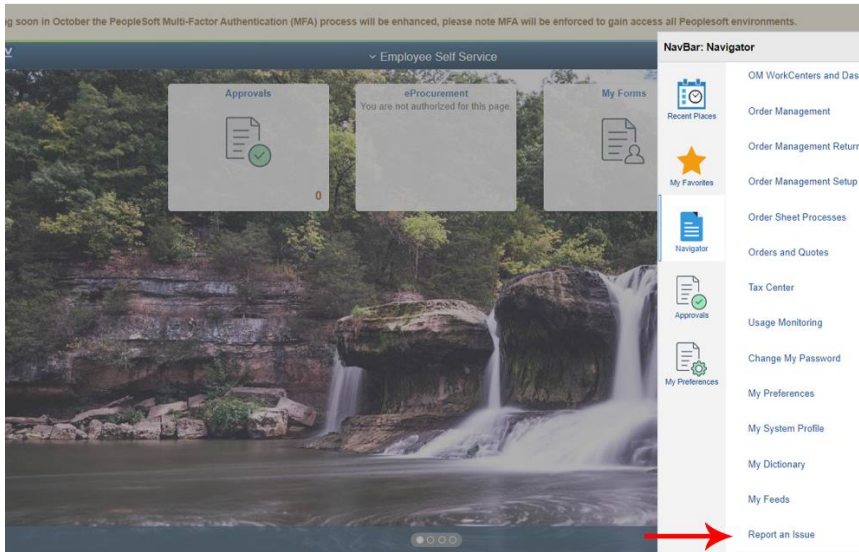 soon in October the PeopleSoft Multi-Factor Authentication (MFA) process will be enhanced, please note MFA will be enforced to gain access all Peoplesoft environments.
Employee Self Service
NavBar: Navigator
Approvals
0
eProcurement
You are not authorized for this page.
My Forms
Recent Places
My Favorites
Navigator
Approvals
My Preferences
OM WorkCenters and Das
Order Management
Order Management Return
Order Management Setup
Order Sheet Processes
Orders and Quotes
Tax Center
Usage Monitoring
Change My Password
My Preferences
My System Profile
My Dictionary
My Feeds
Report an Issue